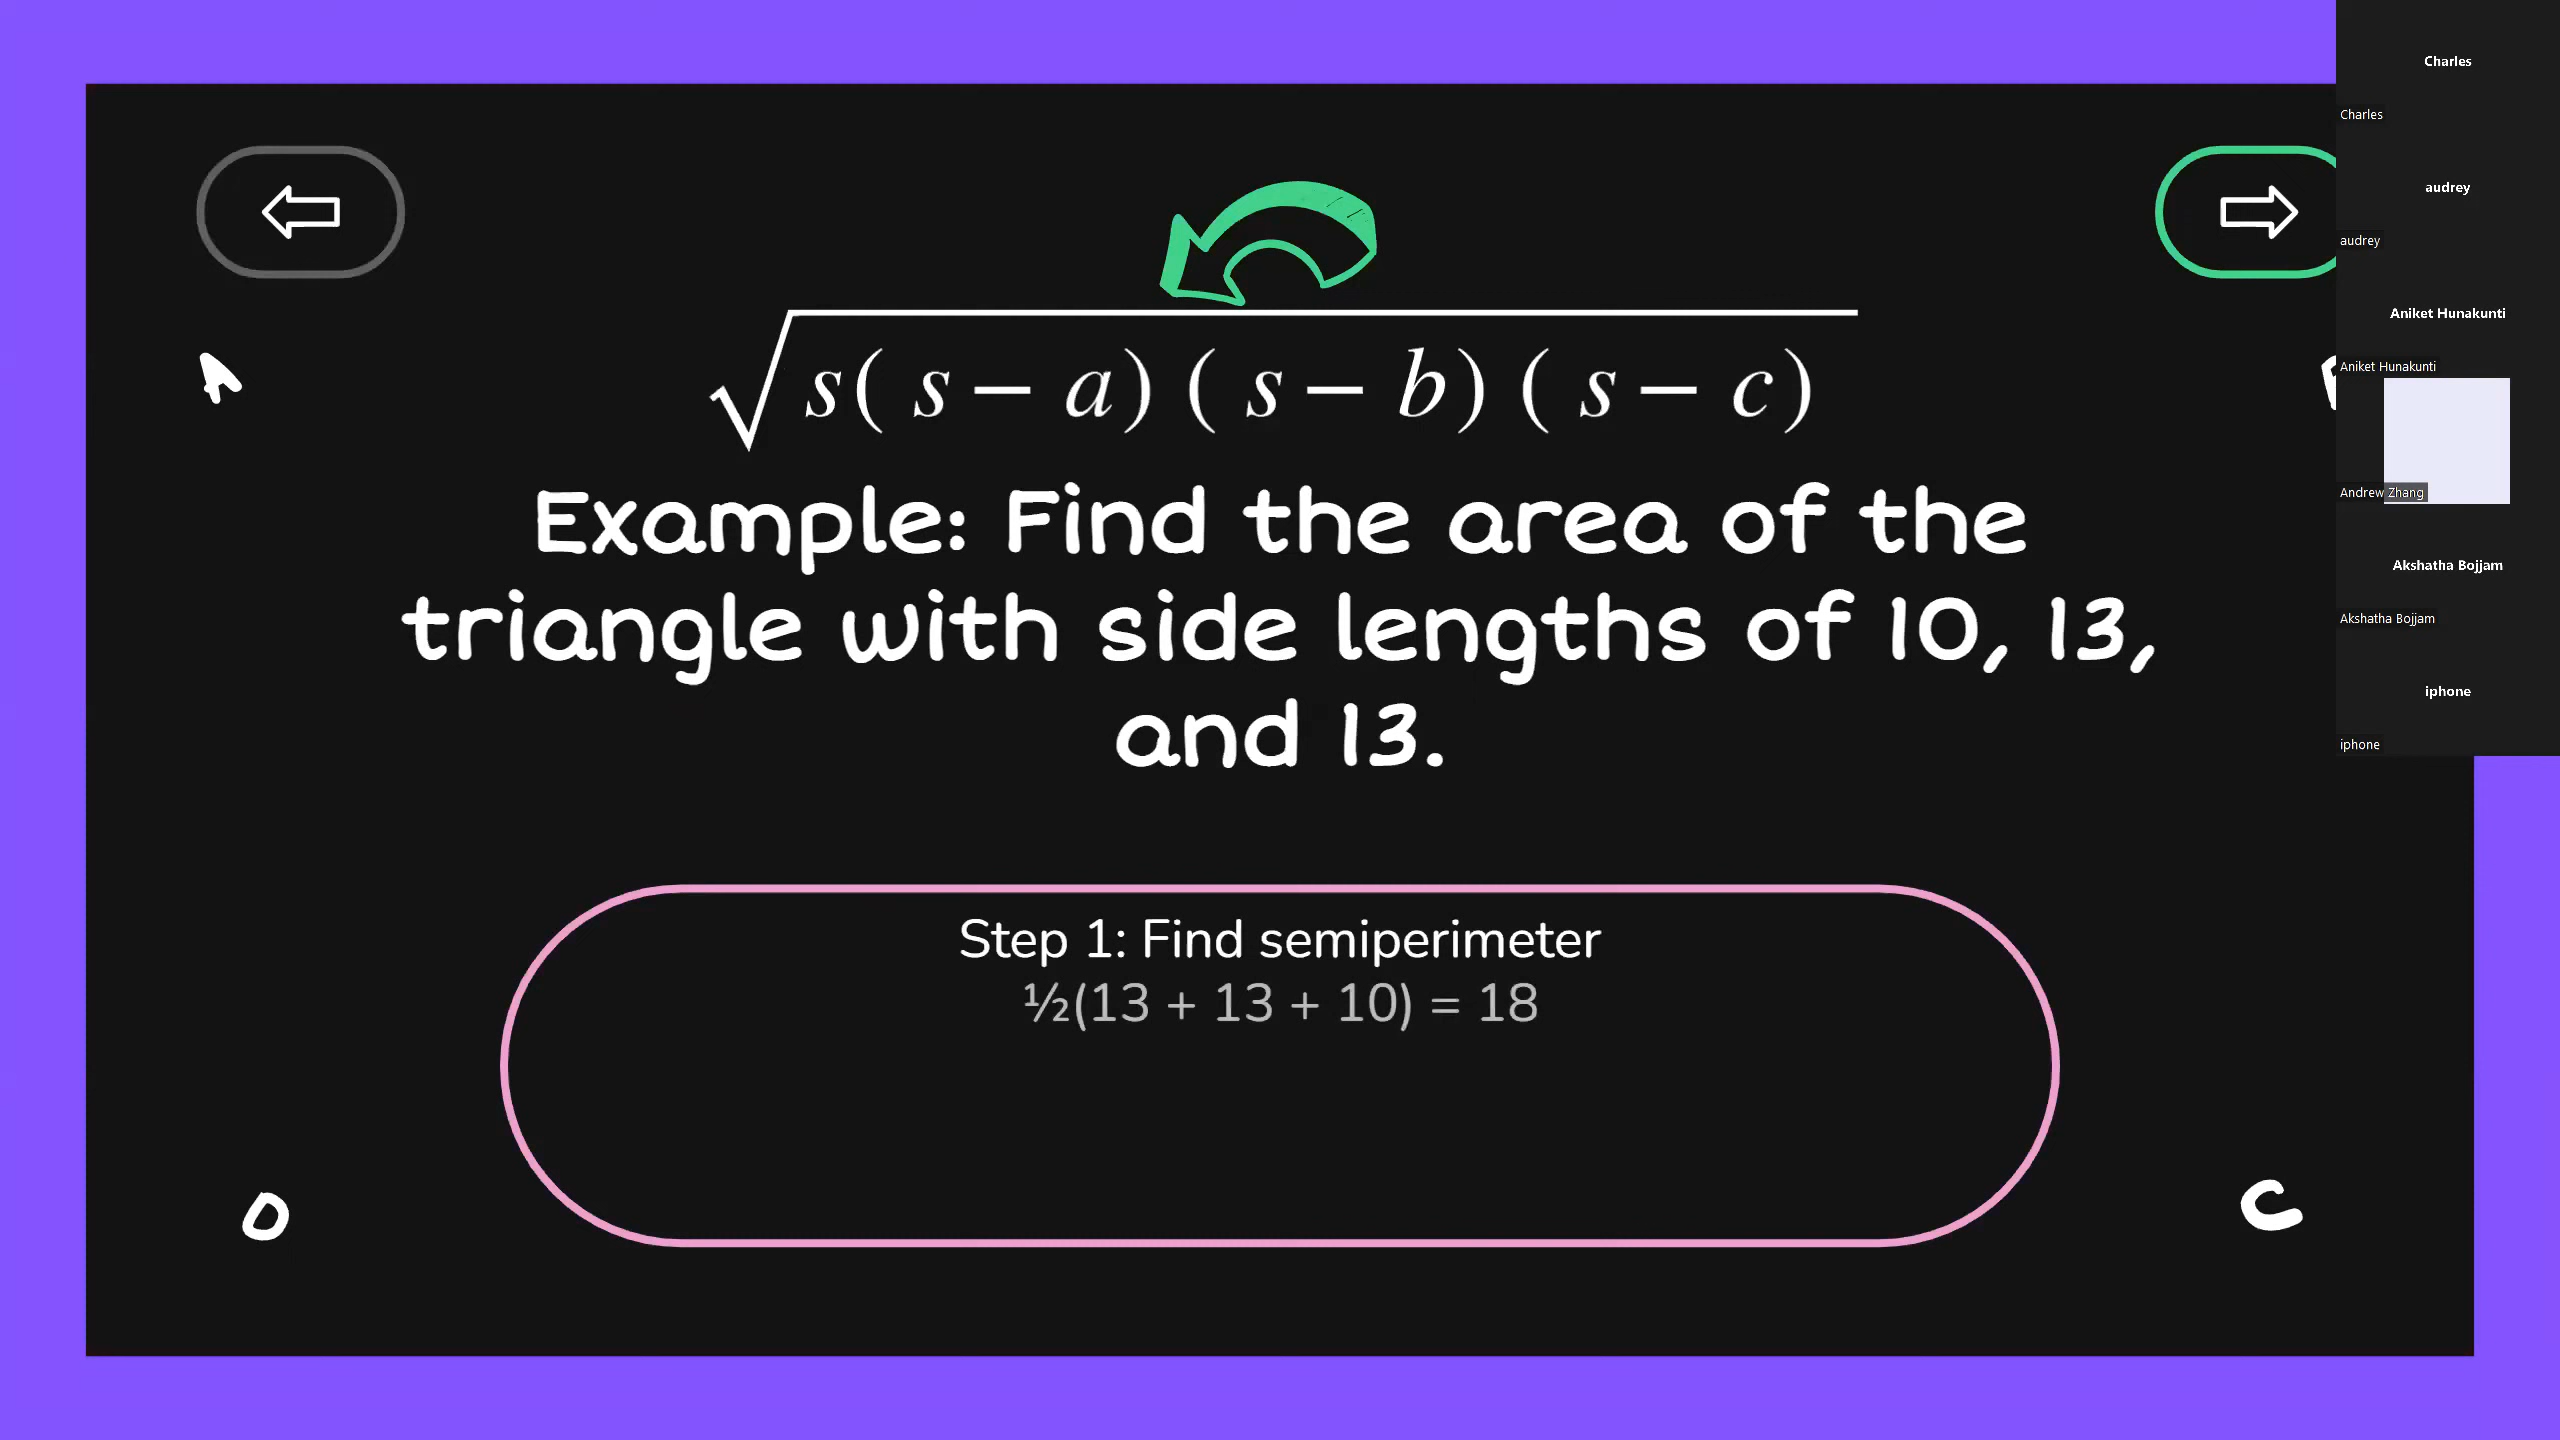 A
√s( s − a) ( s − b) ( s − c)
Example: Find the area of the
triangle with side lengths of 10, 13,
and 13.
Step 1: Find semiperimeter
½(13 + 13 + 10) = 18
D
C
Charles
Charles
audrey
audrey
Aniket Hunakunti
Aniket Hunakunti
Andrew Zhang
Akshatha Bojjam
Akshatha Bojjam
iphone
iphone